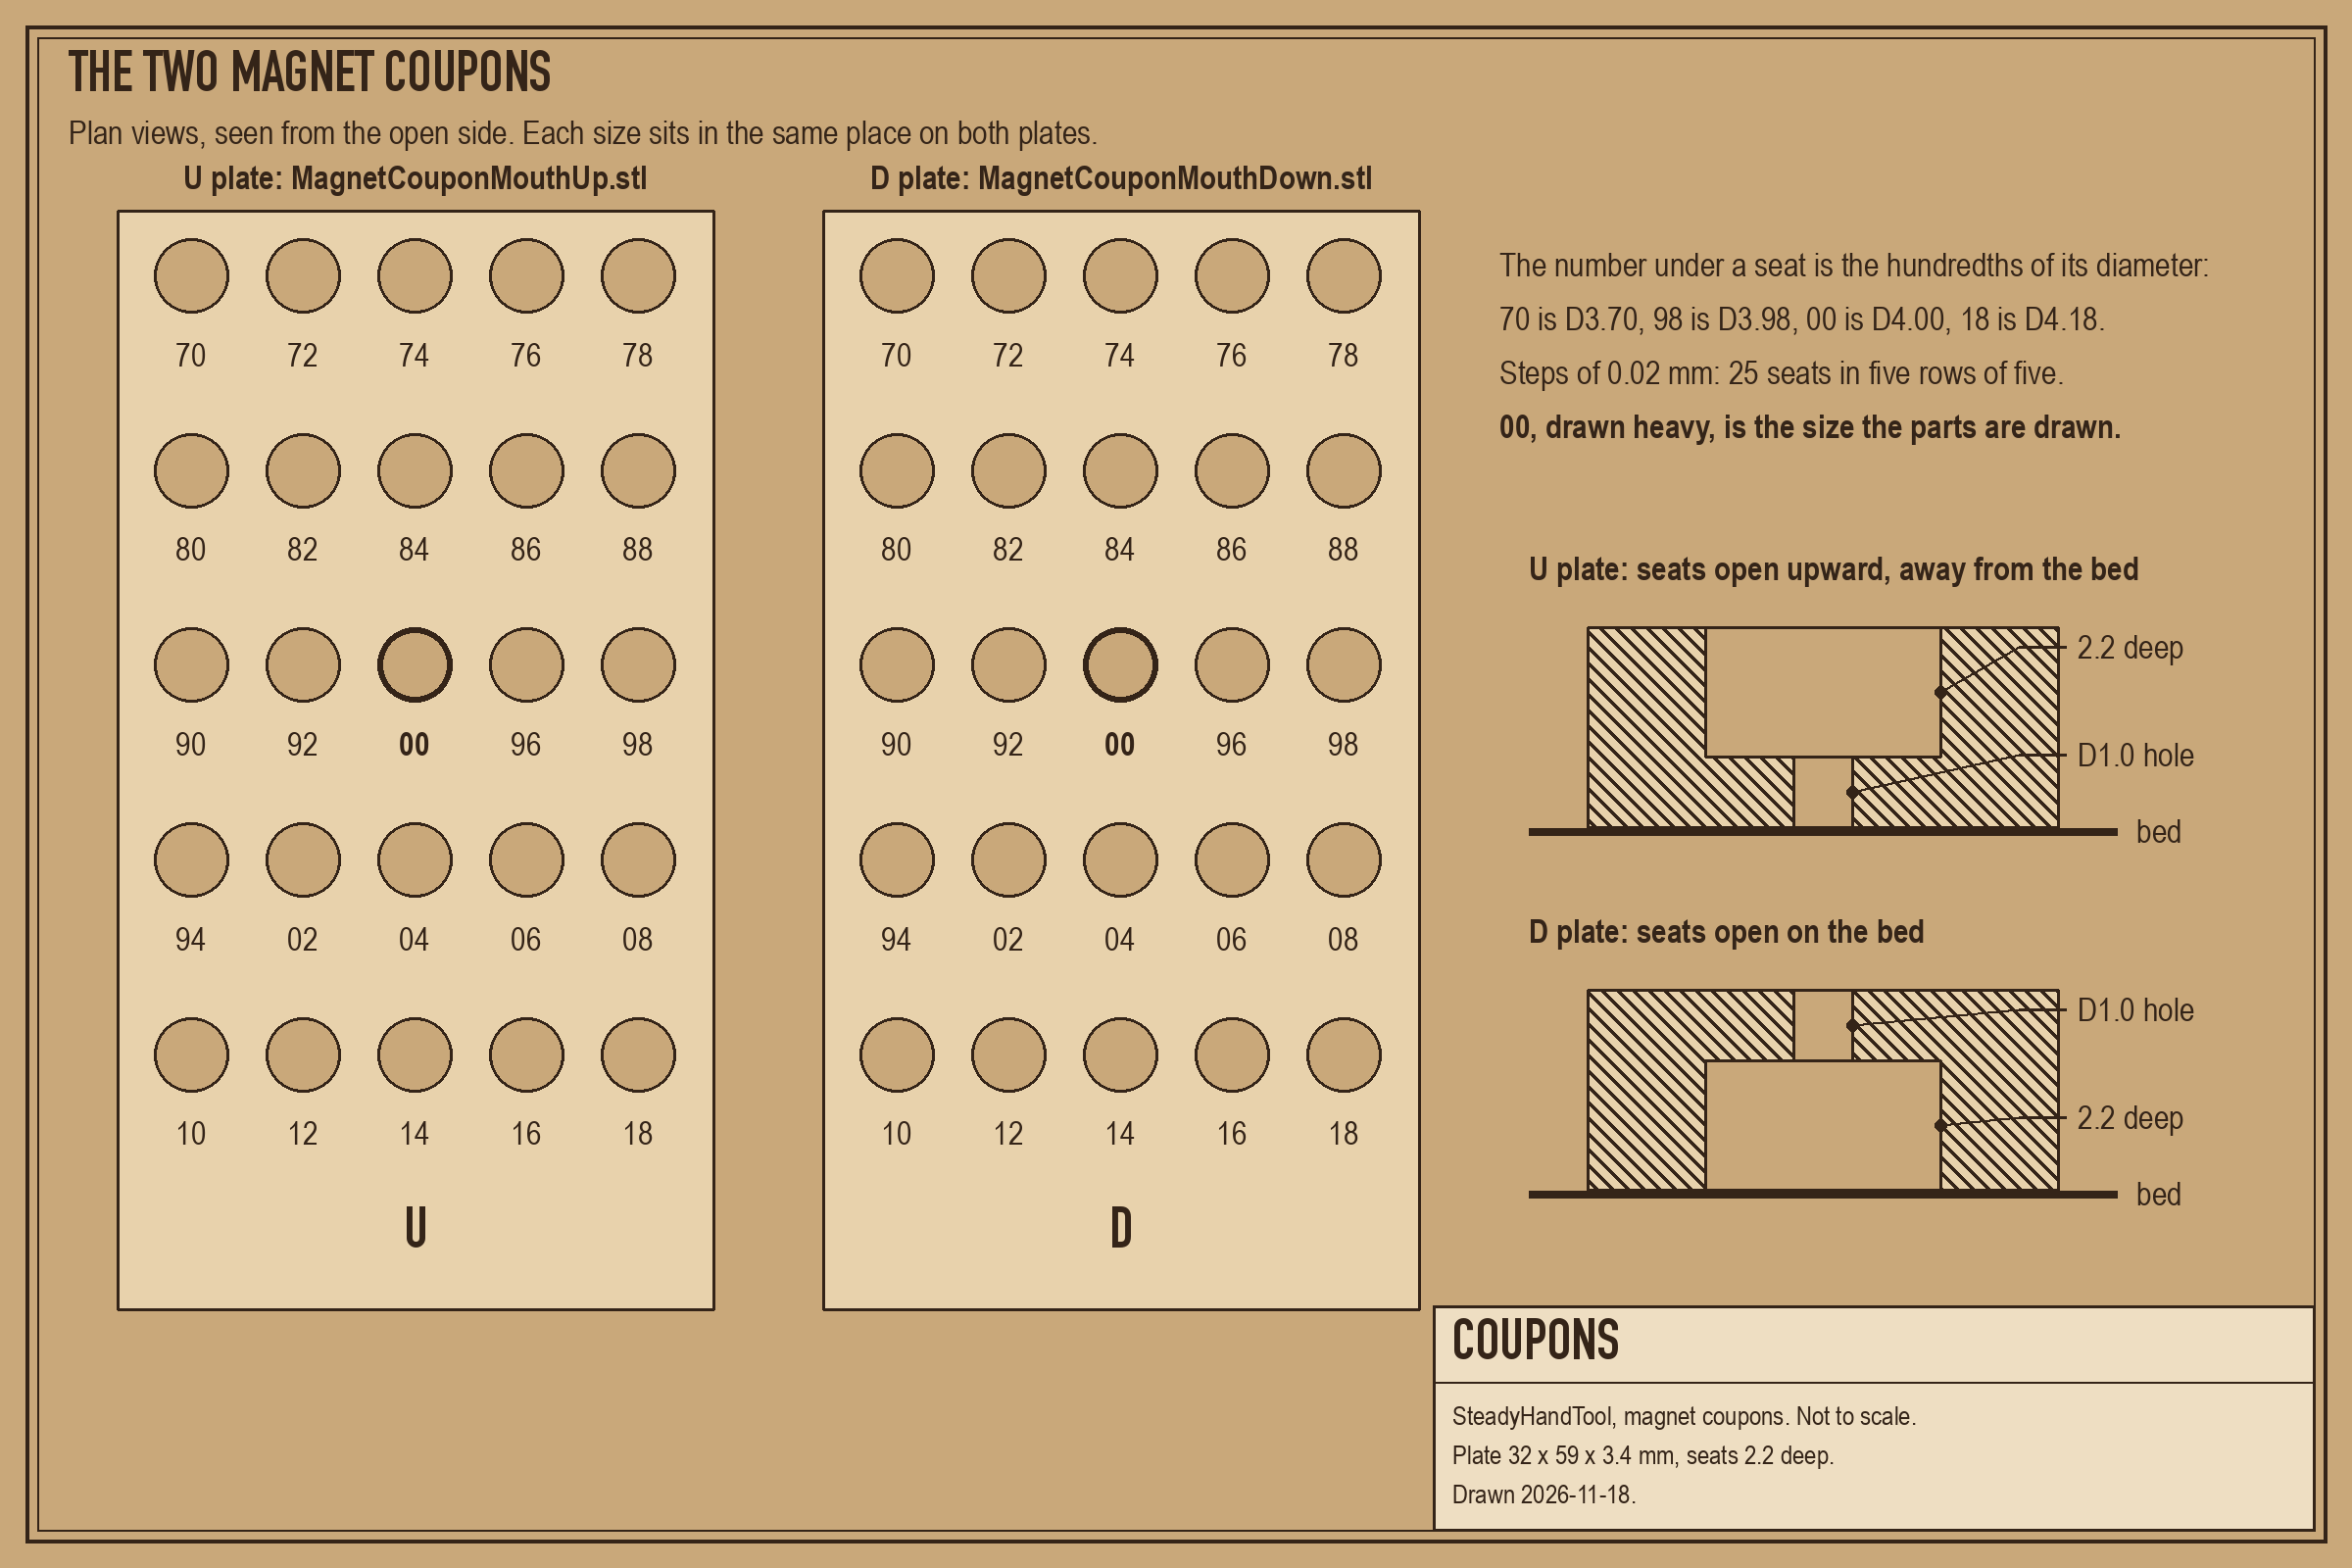 THE TWO MAGNET COUPONS
Plan views, seen from the open side. Each size sits in the same place on both plates.
U plate: MagnetCouponMouthUp.stl
70 72 74 76 78
80 82 84 86 88
90 92 00 96 98
94 02 04 06 08
10 12 14 16 18
U
D plate: MagnetCouponMouthDown.stl
70 72 74 76 78
80 82 84 86 88
90 92 00 96 98
94 02 04 06 08
10 12 14 16 18
D
The number under a seat is the hundredths of its diameter:
70 is D3.70, 98 is D3.98, 00 is D4.00, 18 is D4.18.
Steps of 0.02 mm: 25 seats in five rows of five.
00, drawn heavy, is the size the parts are drawn.
U plate: seats open upward, away from the bed
2.2 deep
D1.0 hole
bed
D plate: seats open on the bed
D1.0 hole
2.2 deep
bed
COUPONS
SteadyHandTool, magnet coupons. Not to scale.
Plate 32 x 59 x 3.4 mm, seats 2.2 deep.
Drawn 2026-11-18.